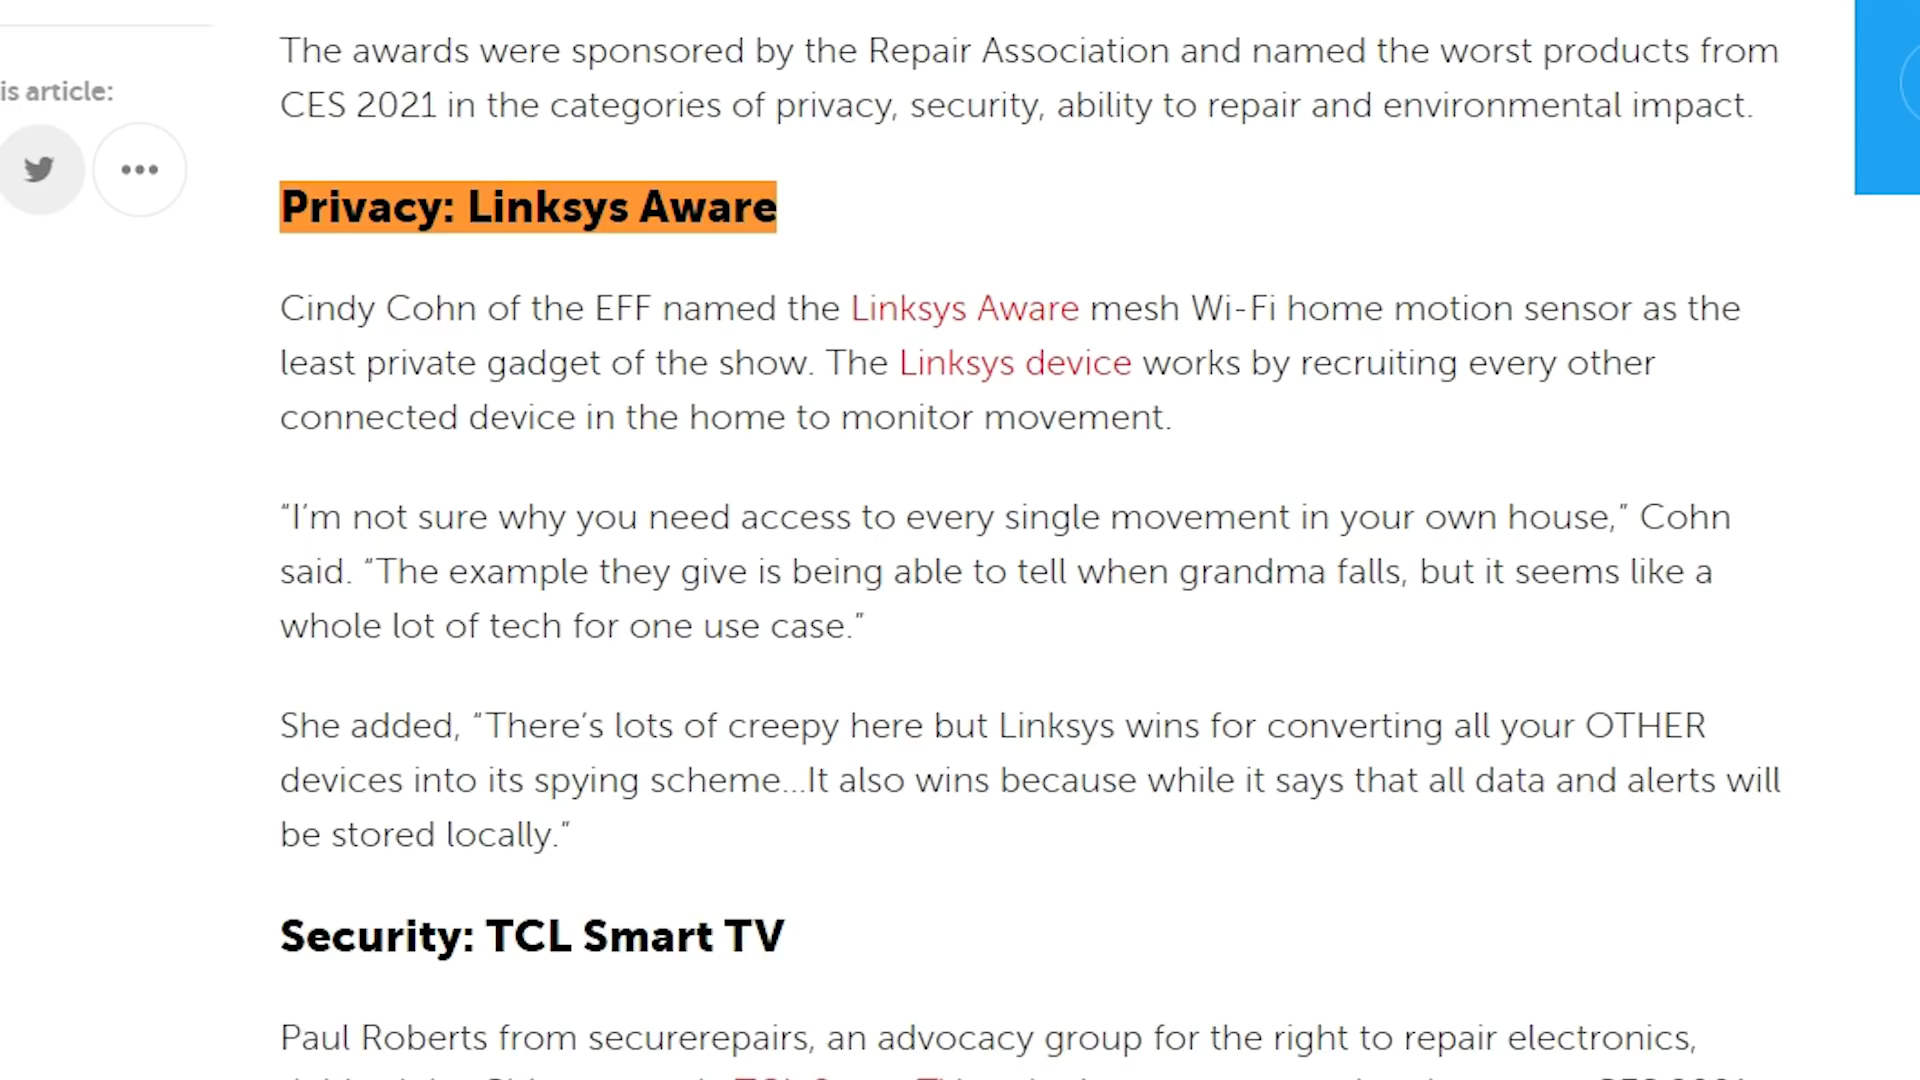 The awards were sponsored by the Repair Association and named the worst products from
CES 2021 in the categories of privacy, security, ability to repair and environmental impact.
is article:
Privacy: Linksys Aware
Cindy Cohn of the EFF named the Linksys Aware mesh Wi-Fi home motion sensor as the
least private gadget of the show. The Linksys device works by recruiting every other
connected device in the home to monitor movement.
“I’m not sure why you need access to every single movement in your own house,” Cohn
said. “The example they give is being able to tell when grandma falls, but it seems like a
whole lot of tech for one use case.”
She added, “There’s lots of creepy here but Linksys wins for converting all your OTHER
devices into its spying scheme...It also wins because while it says that all data and alerts will
be stored locally.”
Security: TCL Smart TV
Paul Roberts from securerepairs, an advocacy group for the right to repair electronics,